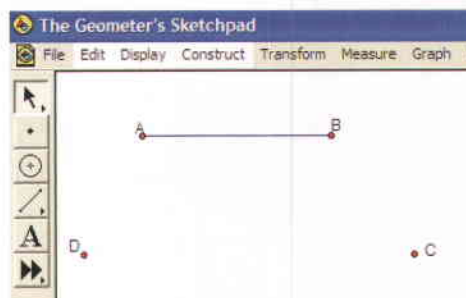 The Geometer's Sketchpad
File Edit Display Construct Transform Measure Graph
A B
A
D C